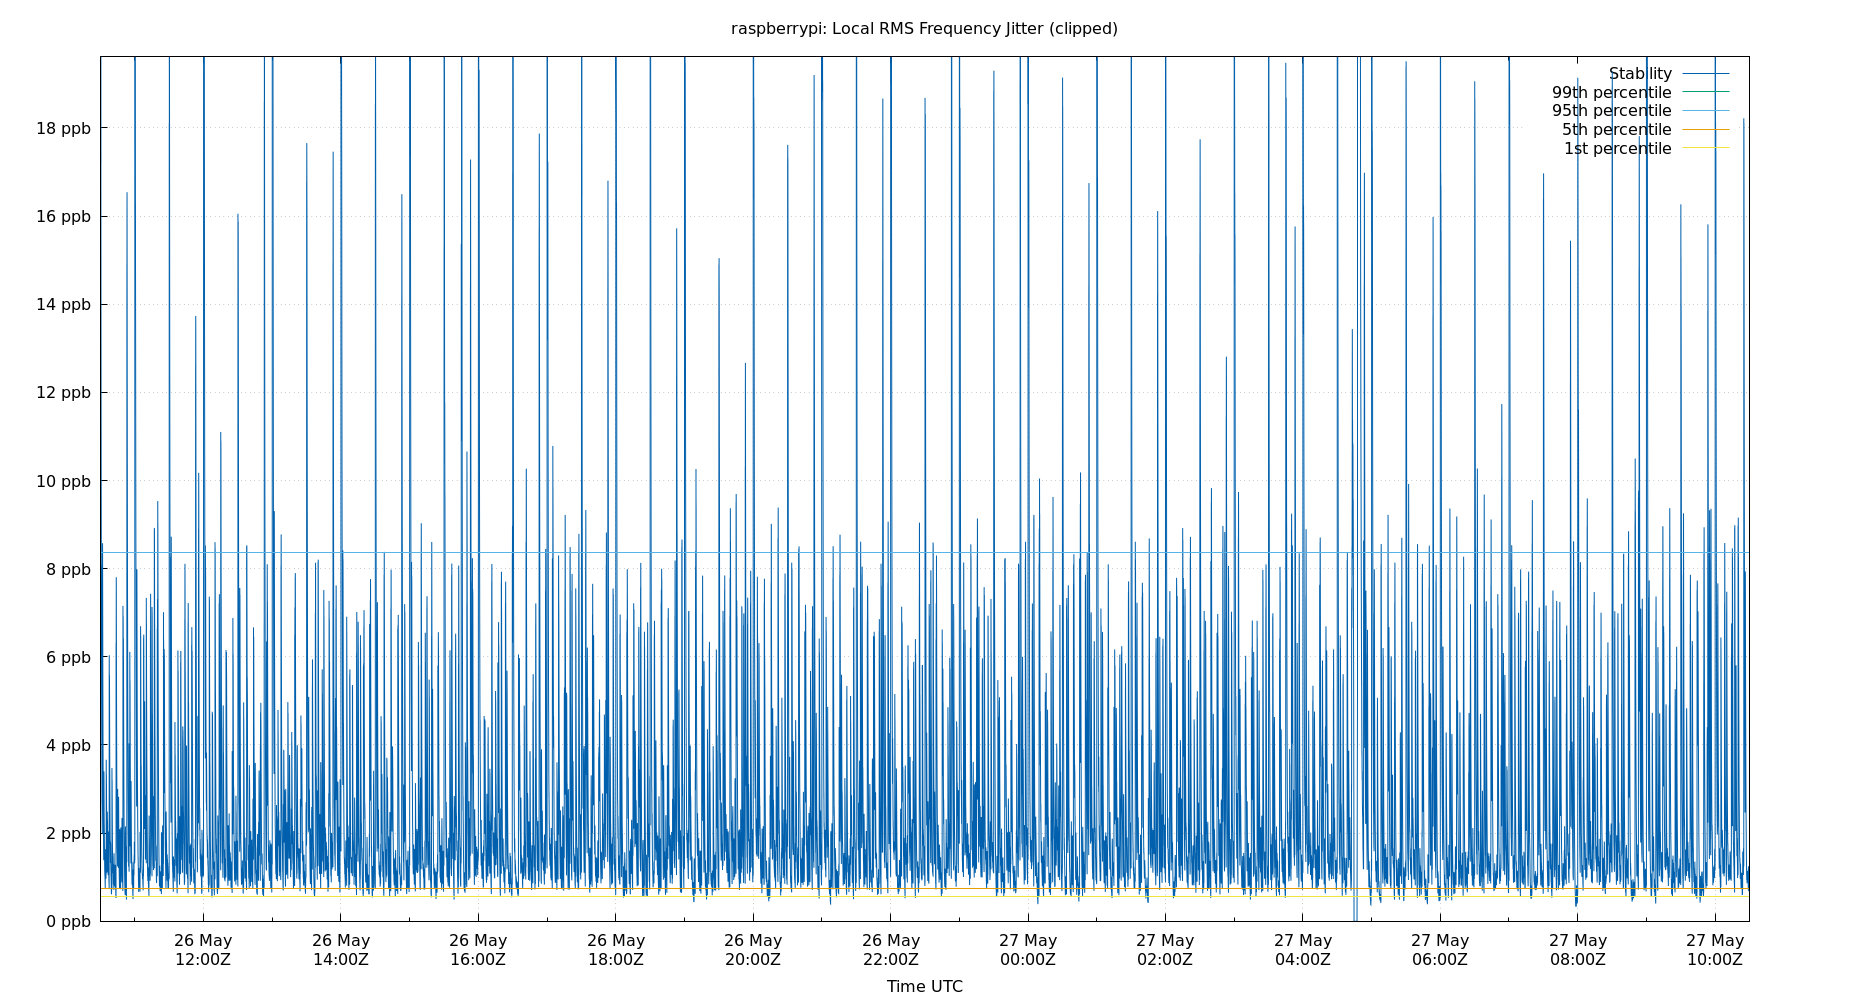 raspberrypi: Local RMS Frequency Jitter (clipped)
Stability
99th percentile
95th percentile
5th percentile
1st percentile
18 ppb
16 ppb
14 ppb
12 ppb
10 ppb
8 ppb
6 ppb
4 ppb
2 ppb
0 ppb
26 May 26 May 26 May 26 May 26 May 26 May 27 May 27 May 27 May 27 May 27 May 27 May
12:00Z 14:00Z 16:00Z 18:00Z 20:00Z 22:00Z 00:00Z 02:00Z 04:00Z 06:00Z 08:00Z 10:00Z
Time UTC